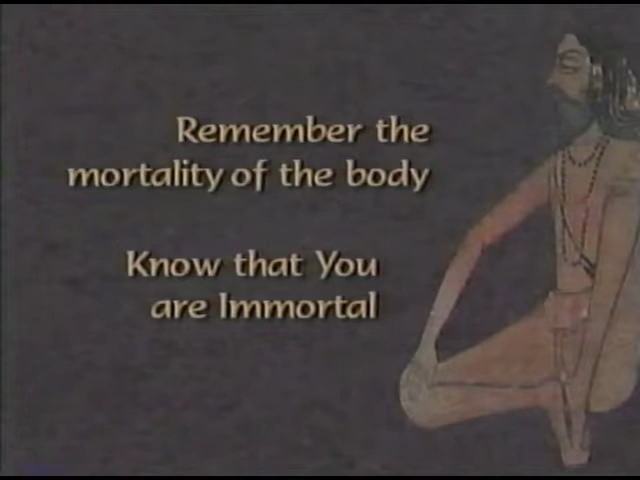 Remember the
mortality of the body
Know that You
are Immortal